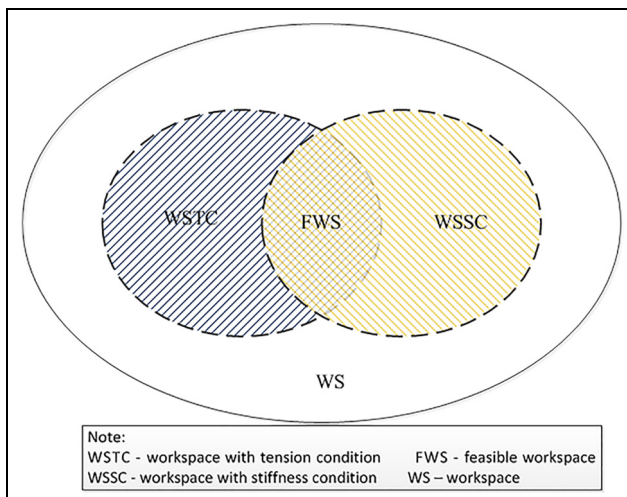 WSTC FWS WSSC
WS
Note:
WSTC - workspace with tension condition FWS - feasible workspace
WSSC - workspace with stiffness condition WS – workspace